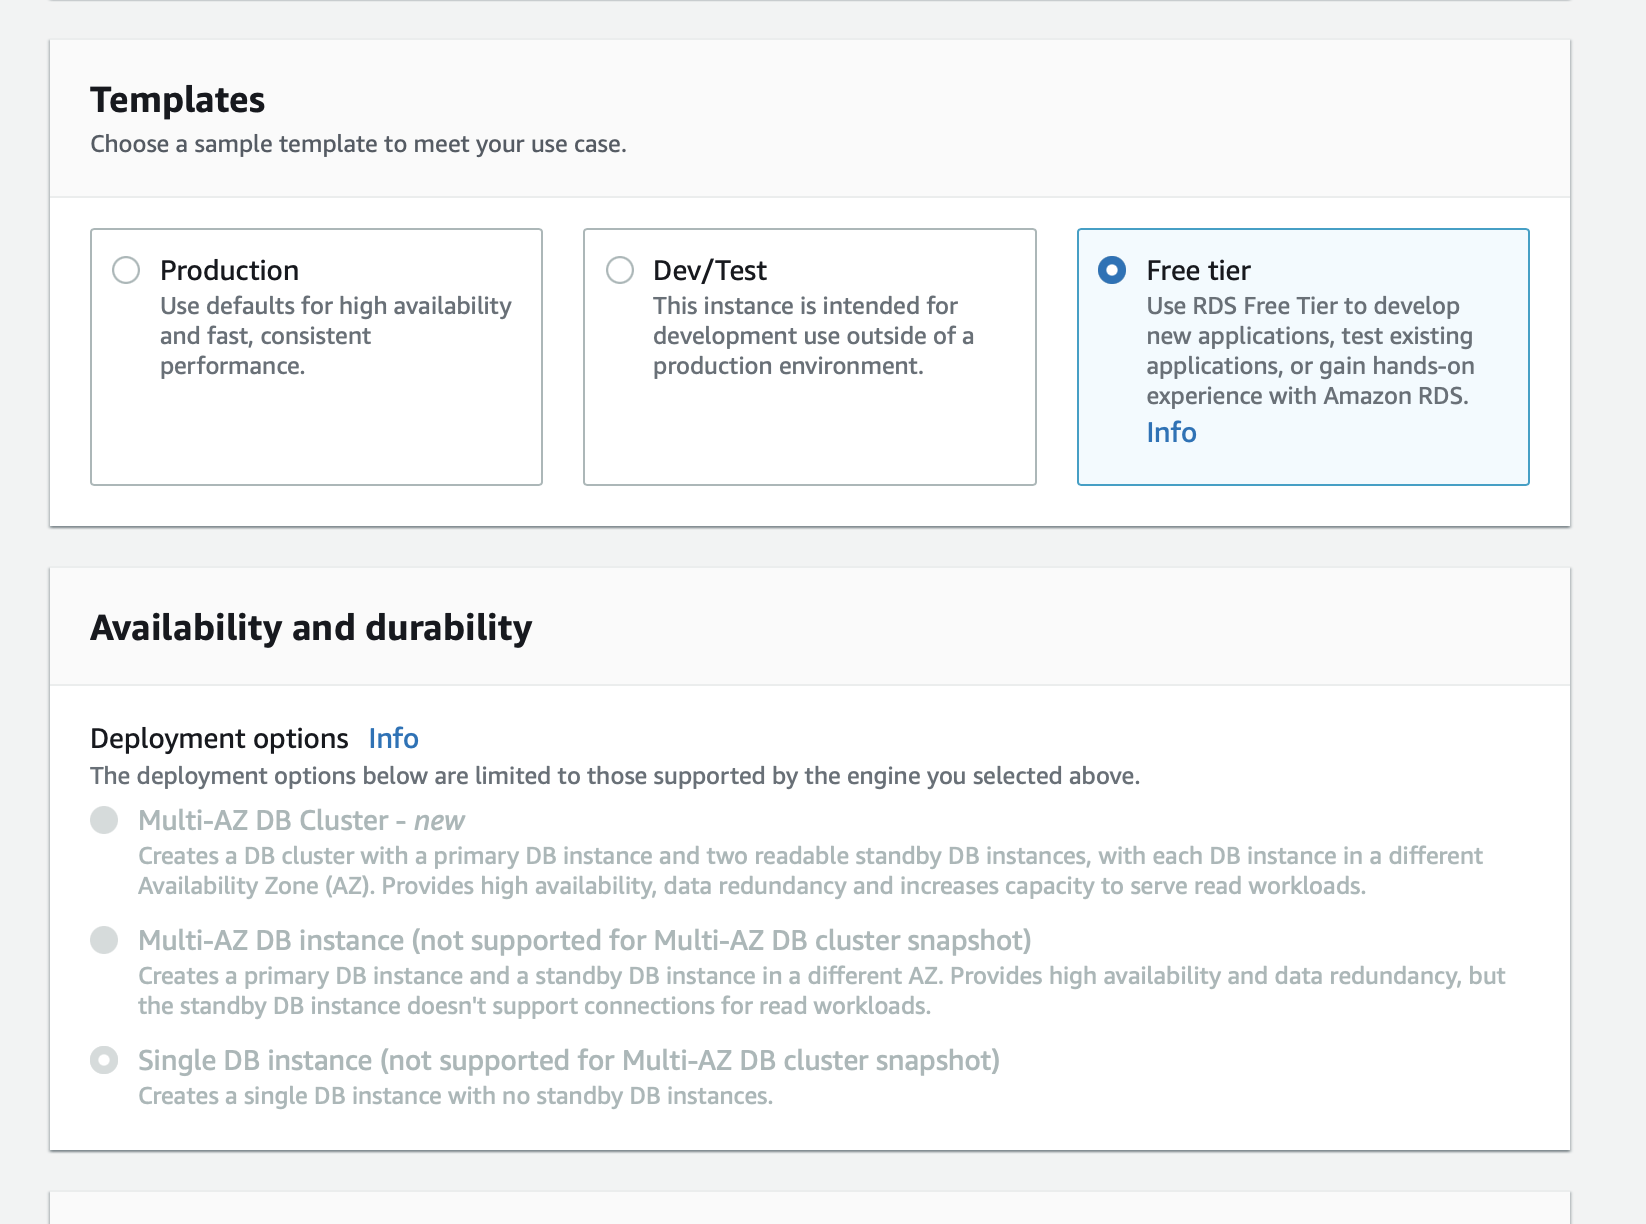 Templates
Choose a sample template to meet your use case.
Production
Use defaults for high availability
and fast, consistent
performance.
Dev/Test
This instance is intended for
development use outside of a
production environment.
Free tier
Use RDS Free Tier to develop
new applications, test existing
applications, or gain hands-on
experience with Amazon RDS.
Info
Availability and durability
Deployment options Info
The deployment options below are limited to those supported by the engine you selected above.
Multi-AZ DB Cluster - new
Creates a DB cluster with a primary DB instance and two readable standby DB instances, with each DB instance in a different
Availability Zone (AZ). Provides high availability, data redundancy and increases capacity to serve read workloads.
Multi-AZ DB instance (not supported for Multi-AZ DB cluster snapshot)
Creates a primary DB instance and a standby DB instance in a different AZ. Provides high availability and data redundancy, but
the standby DB instance doesn't support connections for read workloads.
Single DB instance (not supported for Multi-AZ DB cluster snapshot)
Creates a single DB instance with no standby DB instances.